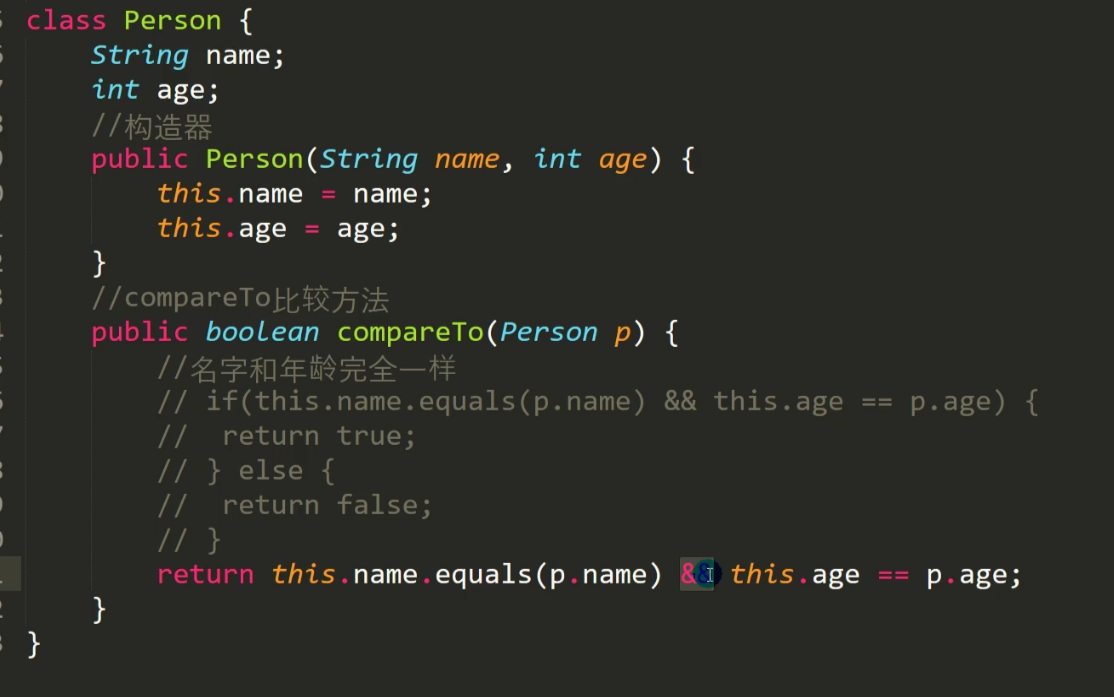 class Person {
    String name;
    int age;
    //构造器
    public Person(String name, int age) {
        this.name = name;
        this.age = age;
    }
    //compareTo比较方法
    public boolean compareTo(Person p) {
        //名字和年龄完全一样
        // if(this.name.equals(p.name) && this.age == p.age) {
        //  return true;
        // } else {
        //  return false;
        // }
        return this.name.equals(p.name) && this.age == p.age;
    }
}